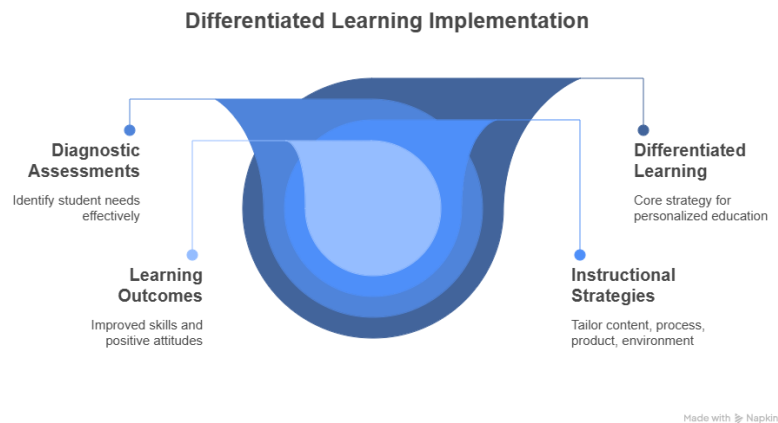 Differentiated Learning Implementation
Diagnostic
Assessments
Identify student needs
effectively
Differentiated
Learning
Core strategy for
personalized education
Learning
Outcomes
Improved skills and
positive attitudes
Instructional
Strategies
Tailor content, process,
product, environment
Made with Napkin